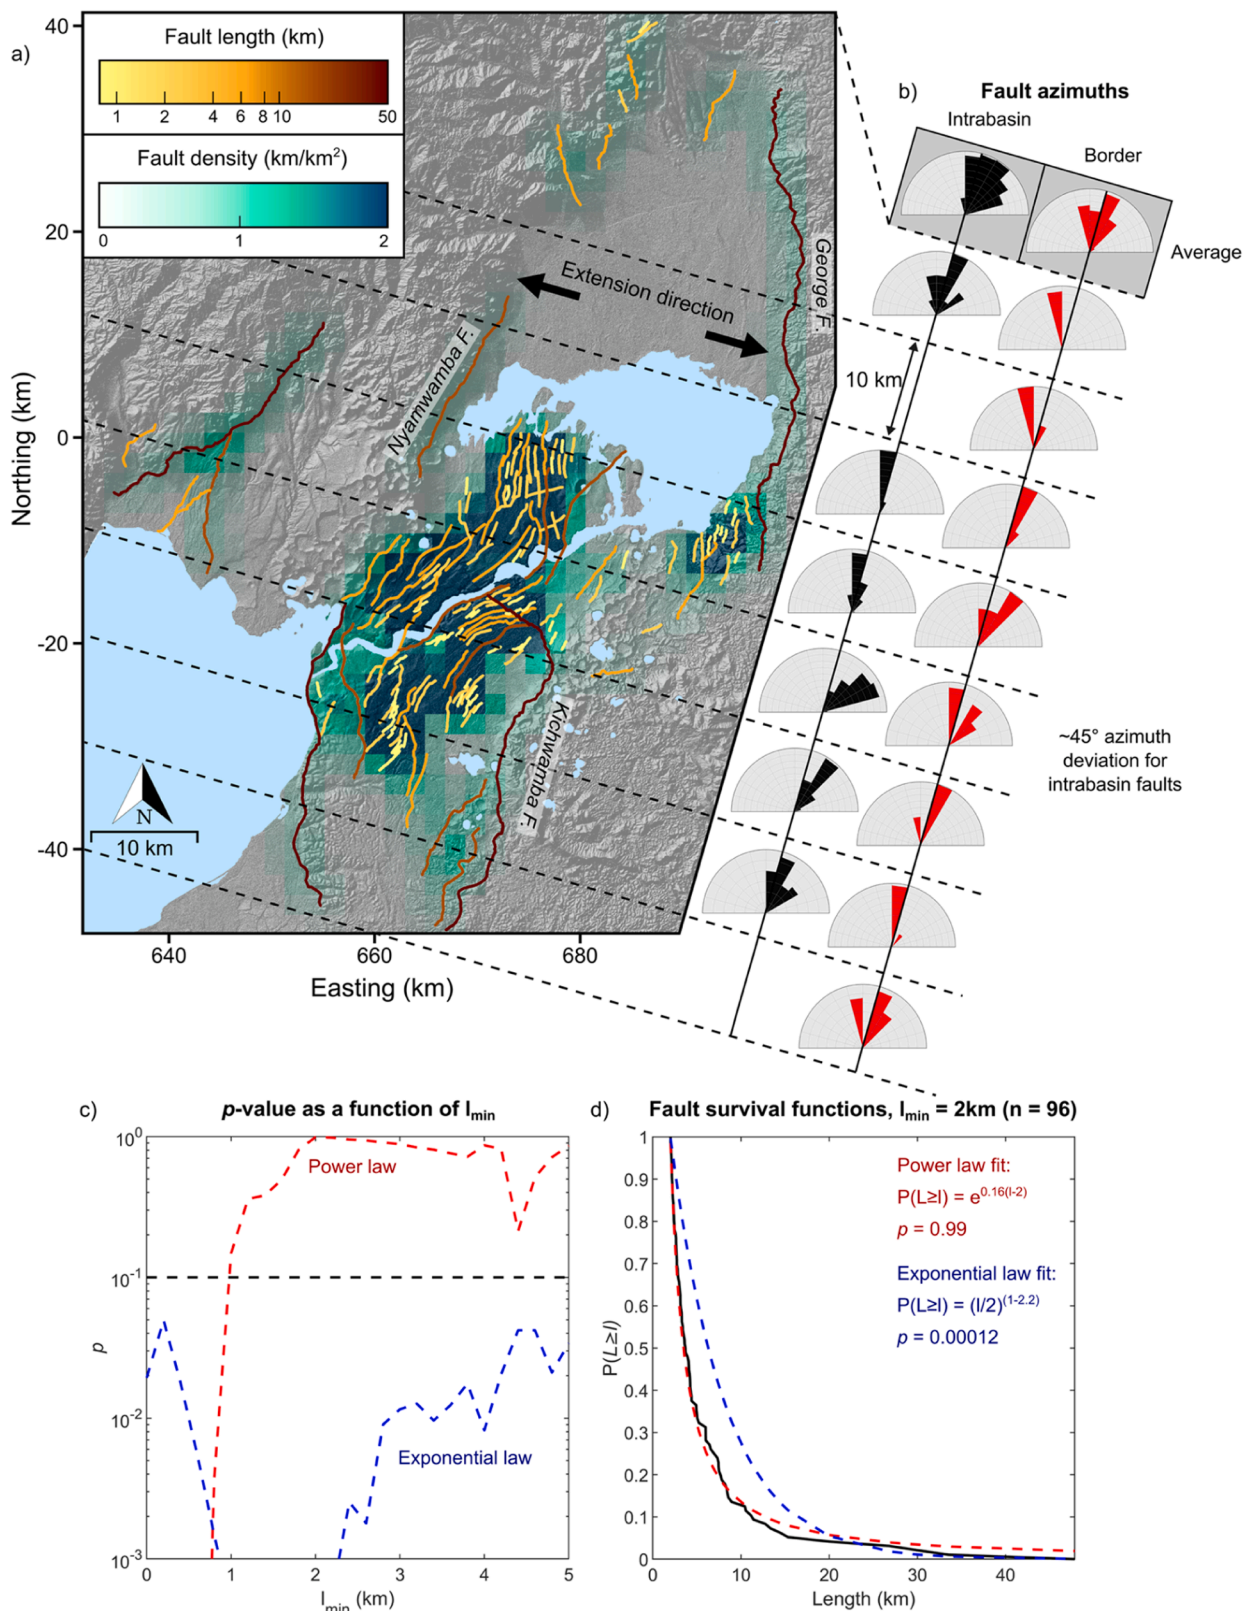 a)
Fault length (km)
1 2 4 6 8 10 50
Fault density (km/km²)
0 1 2
40
20
0
-20
-40
Northing (km)
640 660 680
Easting (km)
Extension direction
Nyamwamba F.
George F.
Kichwamba F.
N
10 km
b) Fault azimuths
Intrabasin
Border
Average
10 km
~45° azimuth
deviation for
intrabasin faults
c) p-value as a function of l_min
10⁰
10⁻¹
10⁻²
10⁻³
p
Power law
Exponential law
0 1 2 3 4 5
l_min (km)
d) Fault survival functions, l_min = 2km (n = 96)
1
0.9
0.8
0.7
0.6
0.5
0.4
0.3
0.2
0.1
0
P(L≥l)
Power law fit:
P(L≥l) = e^0.16(l-2)
p = 0.99
Exponential law fit:
P(L≥l) = (l/2)^(1-2.2)
p = 0.00012
0 10 20 30 40
Length (km)